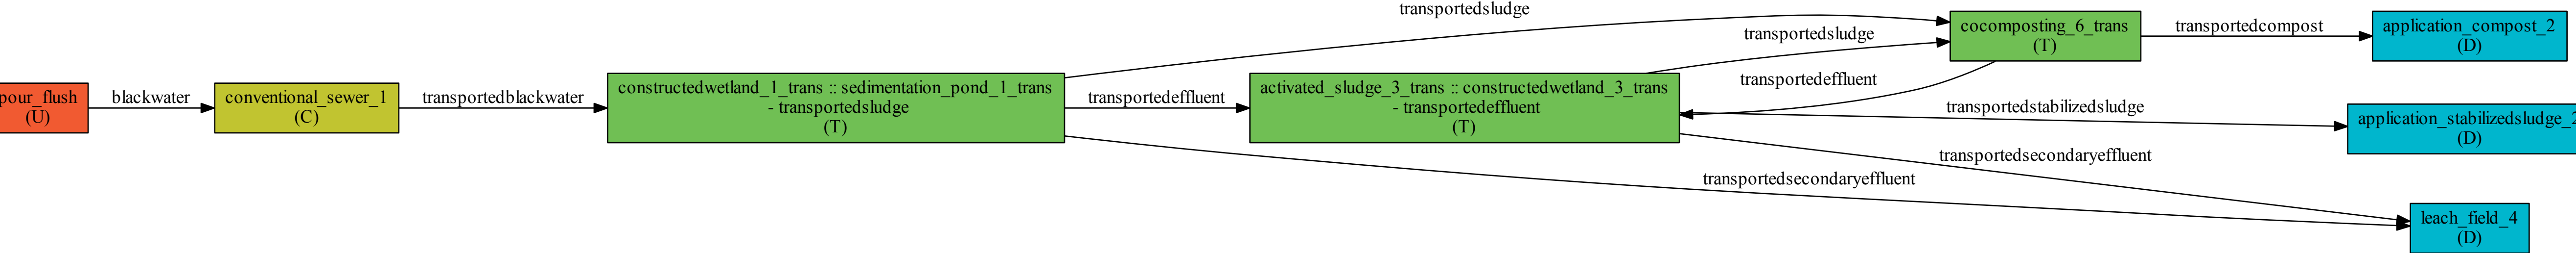 transportedsludge
cocomposting_6_trans
(T)
transportedcompost
application_compost_2
(D)
transportedsludge
transportedeffluent
pour_flush
(U)
blackwater
conventional_sewer_1
(C)
transportedblackwater
constructedwetland_1_trans :: sedimentation_pond_1_trans
- transportedsludge
(T)
transportedeffluent
activated_sludge_3_trans :: constructedwetland_3_trans
- transportedeffluent
(T)
transportedstabilizedsludge
application_stabilizedsludge_2
(D)
transportedsecondaryeffluent
transportedsecondaryeffluent
leach_field_4
(D)